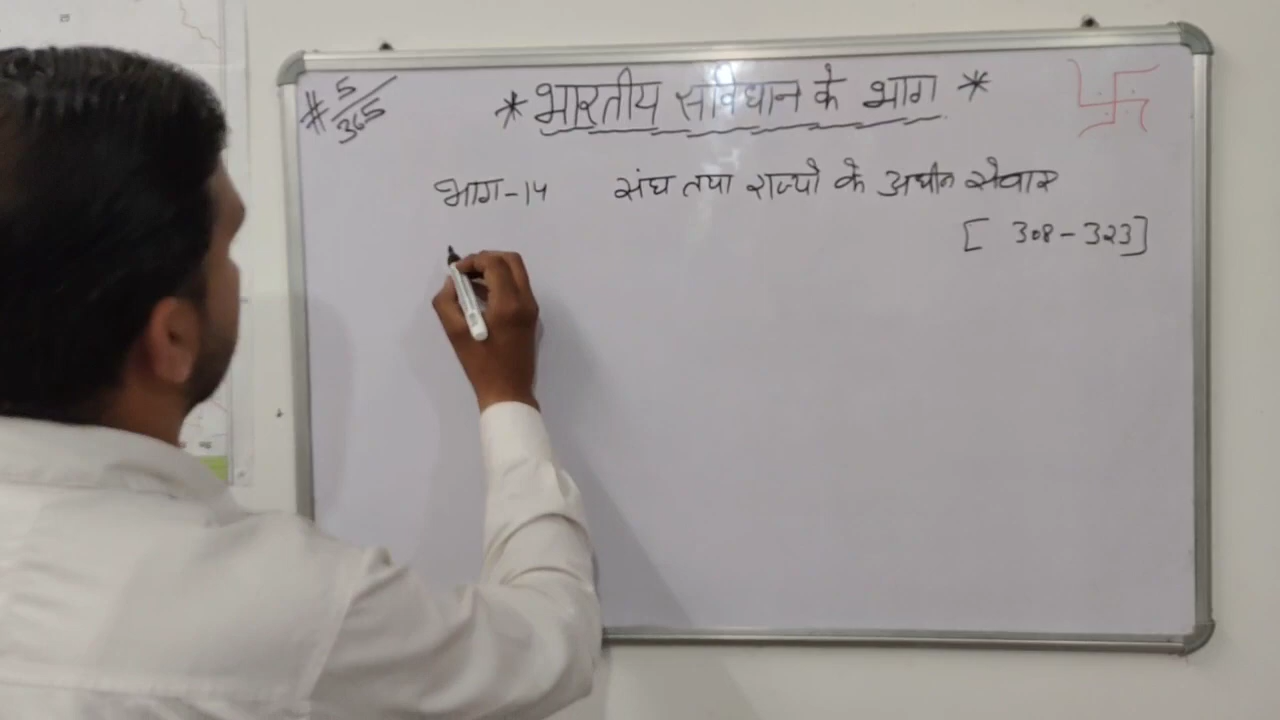 # 5/365
* भारतीय संविधान के भाग *
भाग-14 संघ तथा राज्यो के अधीन सेवाए
[ 308-323]